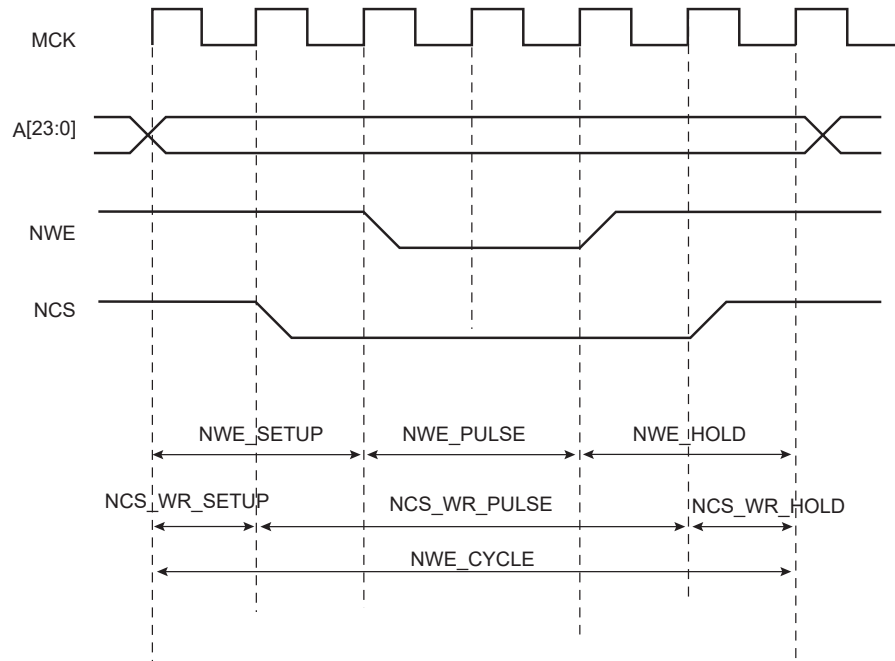 MCK
A[23:0]
NWE
NCS
NWE_SETUP NWE_PULSE NWE_HOLD
NCS_WR_SETUP NCS_WR_PULSE NCS_WR_HOLD
NWE_CYCLE